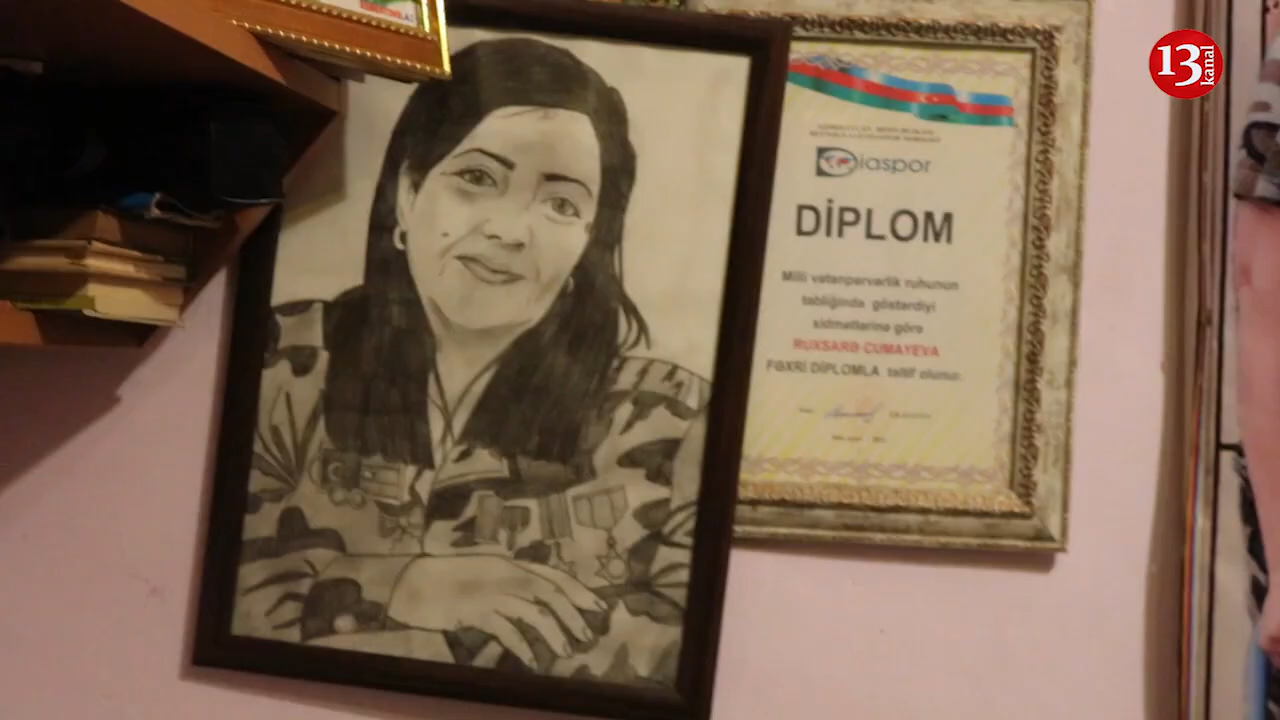 13
kanal
Diaspor
DİPLOM
Milli vətənpərvərlik ruhunun
təbliğində göstərdiyi
xidmətlərinə görə
RUXSARƏ CUMAYEVA
FƏXRİ DİPLOMLA təltif olunur.